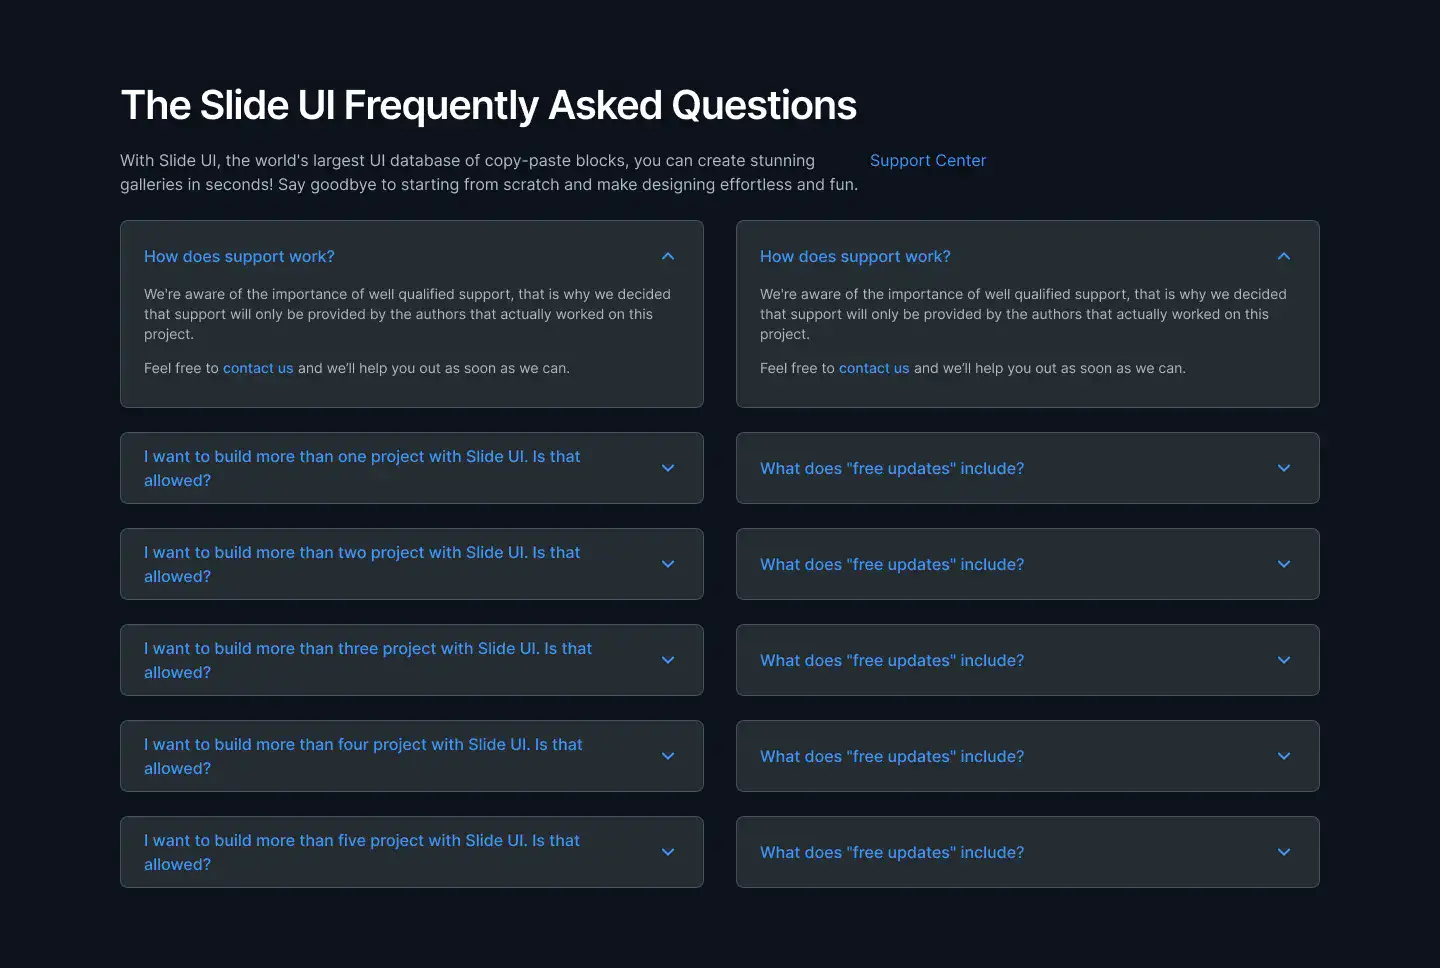 The Slide UI Frequently Asked Questions
With Slide UI, the world's largest UI database of copy-paste blocks, you can create stunning
galleries in seconds! Say goodbye to starting from scratch and make designing effortless and fun.
Support Center
How does support work?
We're aware of the importance of well qualified support, that is why we decided
that support will only be provided by the authors that actually worked on this
project.
Feel free to contact us and we'll help you out as soon as we can.
I want to build more than one project with Slide UI. Is that
allowed?
I want to build more than two project with Slide UI. Is that
allowed?
I want to build more than three project with Slide UI. Is that
allowed?
I want to build more than four project with Slide UI. Is that
allowed?
I want to build more than five project with Slide UI. Is that
allowed?
How does support work?
We're aware of the importance of well qualified support, that is why we decided
that support will only be provided by the authors that actually worked on this
project.
Feel free to contact us and we'll help you out as soon as we can.
What does "free updates" include?
What does "free updates" include?
What does "free updates" include?
What does "free updates" include?
What does "free updates" include?